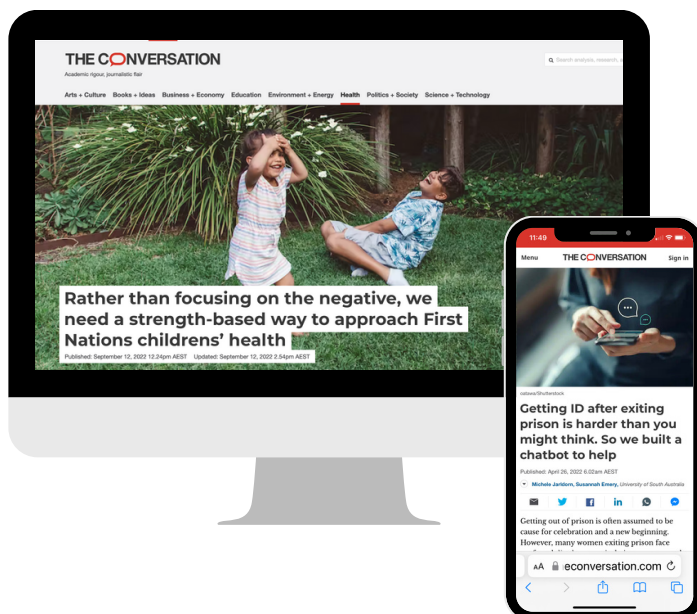 THE CONVERSATION
Academic rigour, journalistic flair
Search analysis, research,
Arts + Culture Books + Ideas Business + Economy Education Environment + Energy Health Politics + Society Science + Technology
Rather than focusing on the negative, we
need a strength-based way to approach First
Nations childrens’ health
Published: September 12, 2022 12.24pm AEST Updated: September 12, 2022 2.54pm AEST
11:49
Menu THE CONVERSATION Sign in
natawa/Shutterstock
Getting ID after exiting
prison is harder than you
might think. So we built a
chatbot to help
Published: April 26, 2022 6.02am AEST
Michele Jarldorn, Susannah Emery, University of South Australia
Getting out of prison is often assumed to be
cause for celebration and a new beginning.
However, many women exiting prison face
AA econversation.com